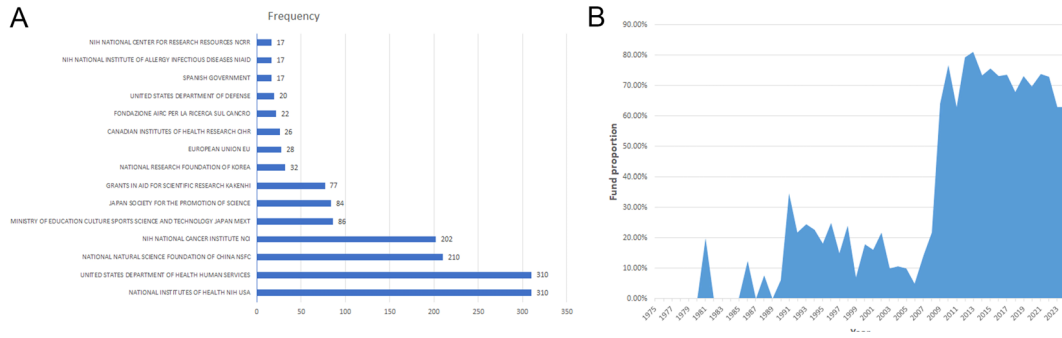 A
Frequency
NIH NATIONAL CENTER FOR RESEARCH RESOURCES NCRR 17
NIH NATIONAL INSTITUTE OF ALLERGY INFECTIOUS DISEASES NIAID 17
SPANISH GOVERNMENT 17
UNITED STATES DEPARTMENT OF DEFENSE 20
FONDAZIONE AIRC PER LA RICERCA SUL CANCRO 22
CANADIAN INSTITUTES OF HEALTH RESEARCH CIHR 26
EUROPEAN UNION EU 28
NATIONAL RESEARCH FOUNDATION OF KOREA 32
GRANTS IN AID FOR SCIENTIFIC RESEARCH KAKENHI 77
JAPAN SOCIETY FOR THE PROMOTION OF SCIENCE 84
MINISTRY OF EDUCATION CULTURE SPORTS SCIENCE AND TECHNOLOGY JAPAN MEXT 86
NIH NATIONAL CANCER INSTITUTE NCI 202
NATIONAL NATURAL SCIENCE FOUNDATION OF CHINA NSFC 210
UNITED STATES DEPARTMENT OF HEALTH HUMAN SERVICES 310
NATIONAL INSTITUTES OF HEALTH NIH USA 310
0 50 100 150 200 250 300 350
B
90.00%
80.00%
70.00%
60.00%
50.00%
40.00%
30.00%
20.00%
10.00%
0.00%
Fund proportion
1975 1977 1979 1981 1983 1985 1987 1989 1991 1993 1995 1997 1999 2001 2003 2005 2007 2009 2011 2013 2015 2017 2019 2021 2023